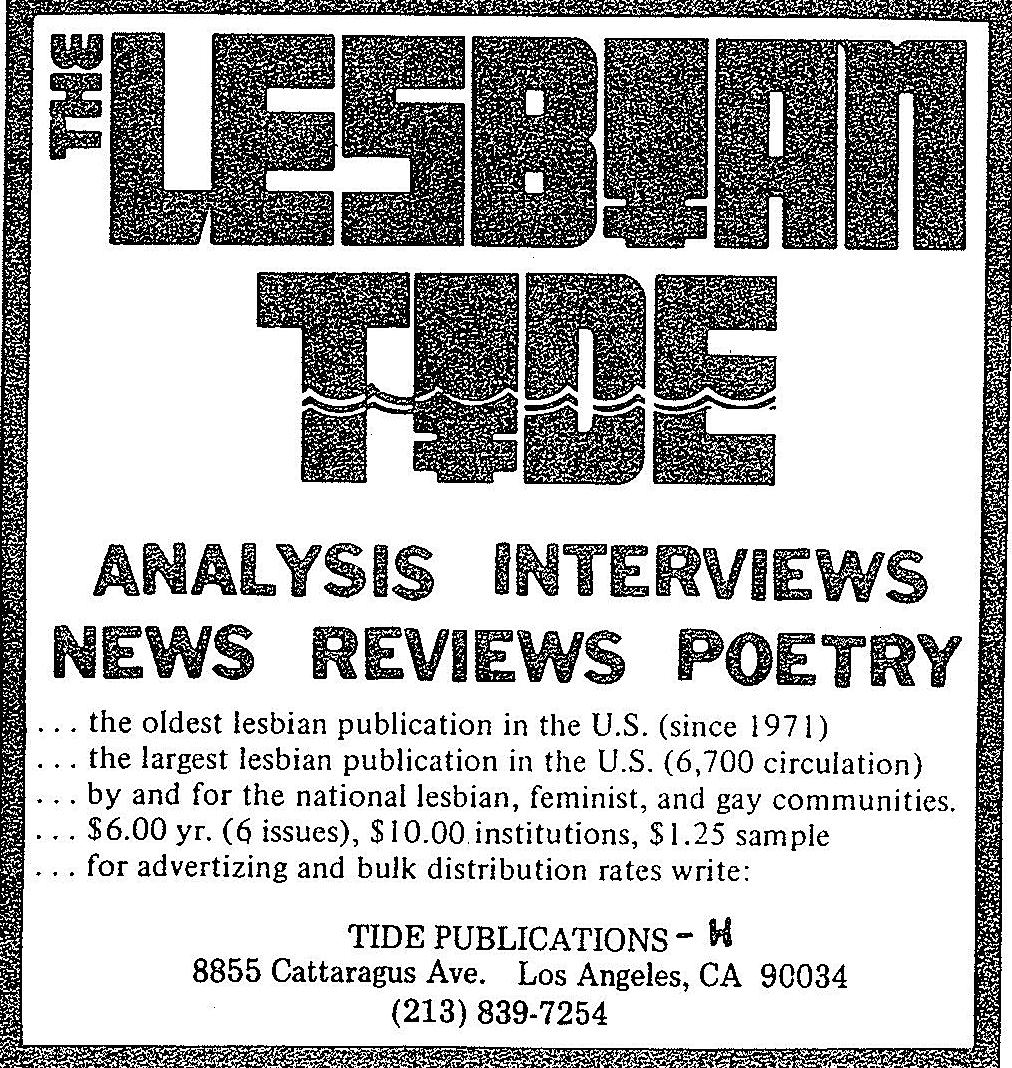 THE LESBIAN
TIDE
ANALYSIS INTERVIEWS
NEWS REVIEWS POETRY
... the oldest lesbian publication in the U.S. (since 1971)
... the largest lesbian publication in the U.S. (6,700 circulation)
... by and for the national lesbian, feminist, and gay communities.
... $6.00 yr. (6 issues), $10.00 institutions, $1.25 sample
... for advertizing and bulk distribution rates write:
TIDE PUBLICATIONS - H
8855 Cattaragus Ave. Los Angeles, CA 90034
(213) 839-7254